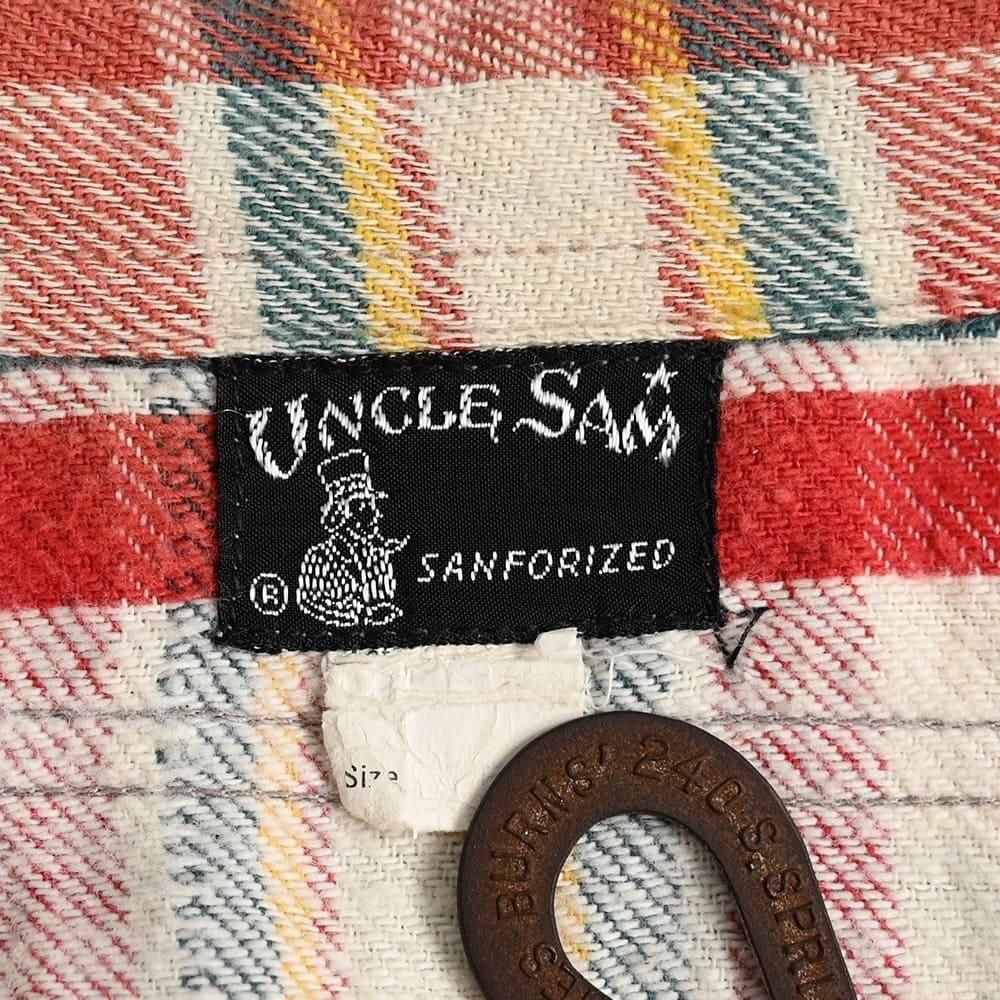 UNCLE SAM
SANFORIZED
®
Size
BURNS' 240 S. SPRI